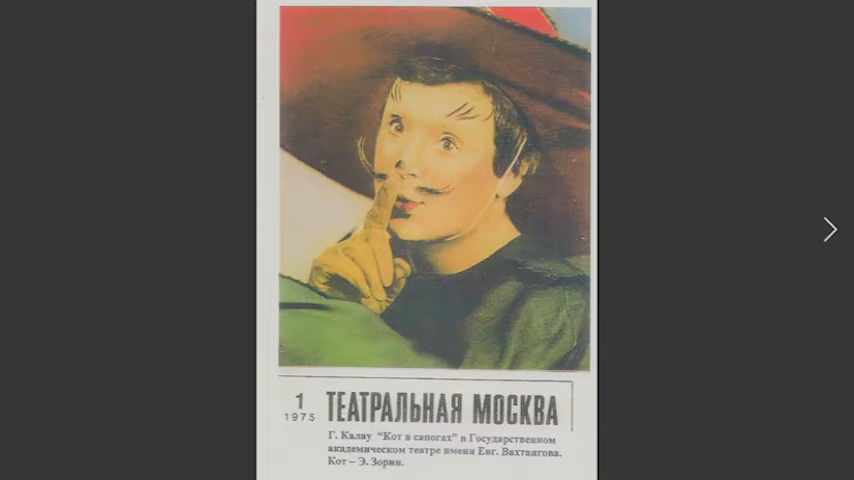 1 ТЕАТРАЛЬНАЯ МОСКВА
1975
Г. Калау "Кот в сапогах" в Государственном
академическом театре имени Евг. Вахтангова.
Кот – Э. Зорин.